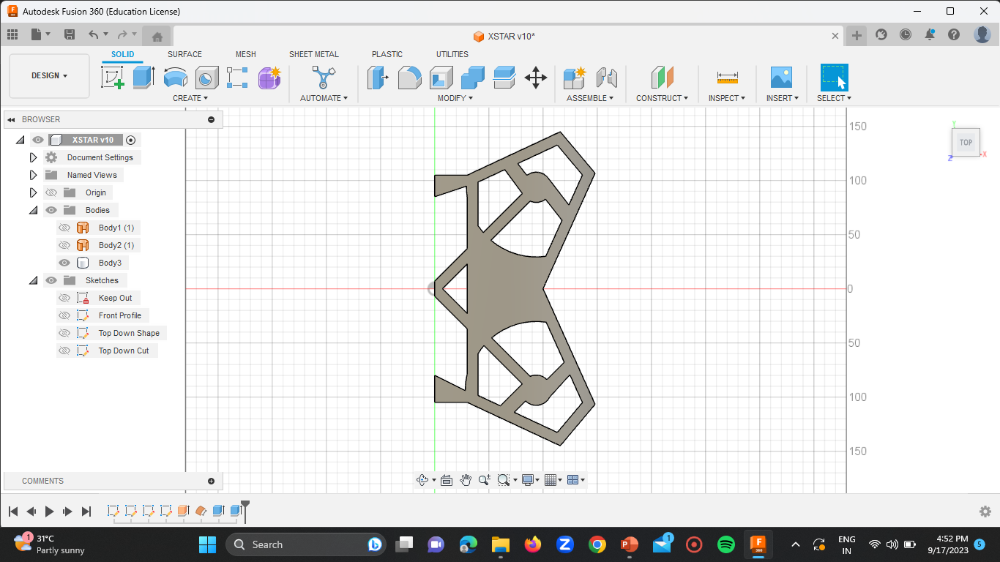 Autodesk Fusion 360 (Education License)
XSTAR v10*
SOLID SURFACE MESH SHEET METAL PLASTIC UTILITIES
DESIGN
CREATE AUTOMATE MODIFY ASSEMBLE CONSTRUCT INSPECT INSERT SELECT
BROWSER
XSTAR v10
Document Settings
Named Views
Origin
Bodies
Body1 (1)
Body2 (1)
Body3
Sketches
Keep Out
Front Profile
Top Down Shape
Top Down Cut
150
100
50
0
50
100
150
Y
TOP
X
Z
COMMENTS
1
31°C
Partly sunny
Search
P
1
F
360
ENG
IN
4:52 PM
9/17/2023
5